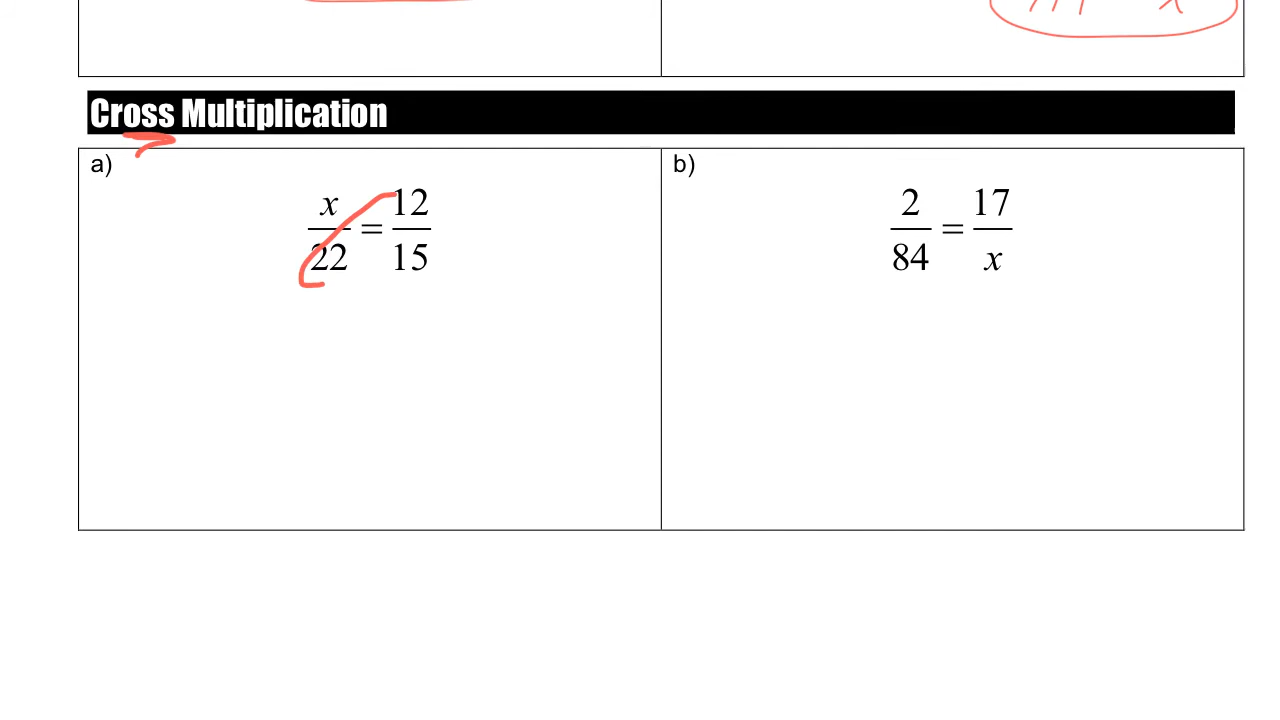 Cross Multiplication
a)
x/22 = 12/15
b)
2/84 = 17/x